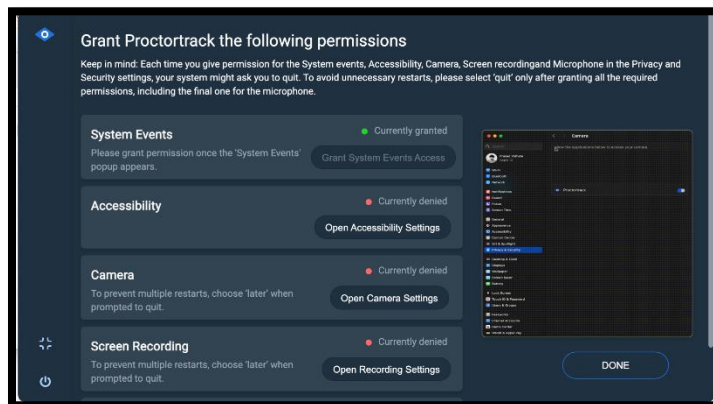 Grant Proctortrack the following permissions
Keep in mind: Each time you give permission for the System events, Accessibility, Camera, Screen recordingand Microphone in the Privacy and
Security settings, your system might ask you to quit. To avoid unnecessary restarts, please select 'quit' only after granting all the required
permissions, including the final one for the microphone.
System Events
Currently granted
Please grant permission once the 'System Events'
popup appears.
Grant System Events Access
Accessibility
Currently denied
Open Accessibility Settings
Camera
Currently denied
To prevent multiple restarts, choose 'later' when
prompted to quit.
Open Camera Settings
Screen Recording
Currently denied
To prevent multiple restarts, choose 'later' when
prompted to quit.
Open Recording Settings
Camera
Proctortrack
Privacy & Security
DONE